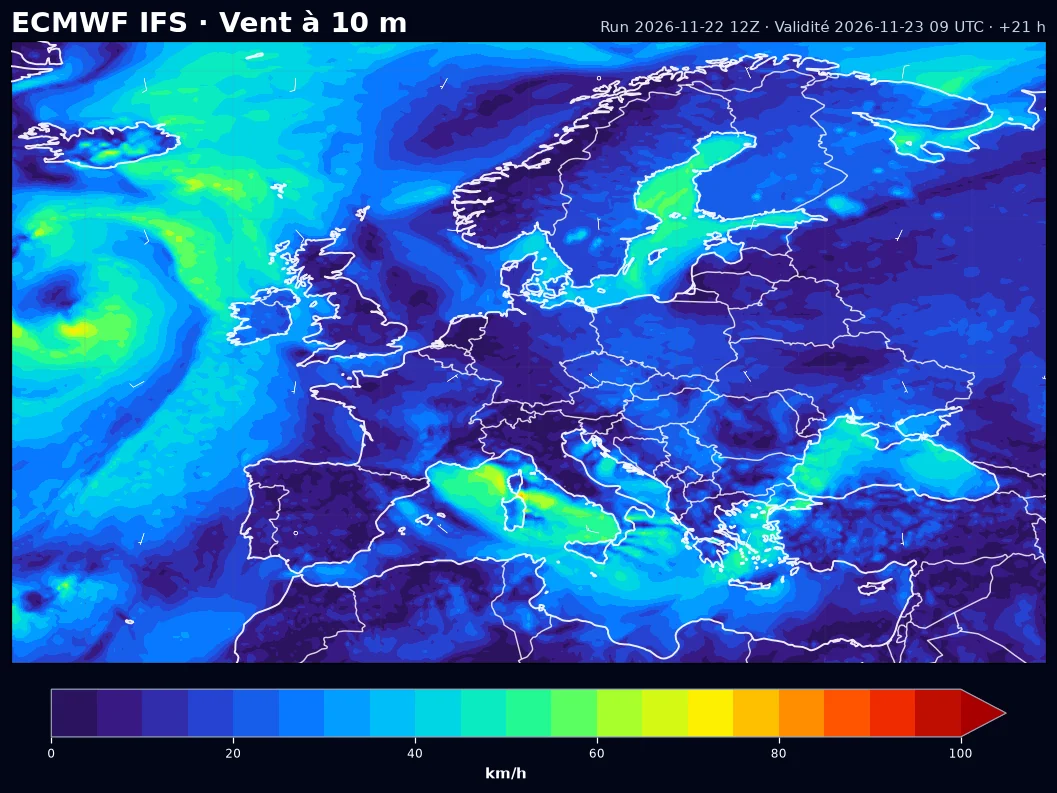 ECMWF IFS · Vent à 10 m
Run 2026-11-22 12Z · Validité 2026-11-23 09 UTC · +21 h
0 20 40 60 80 100
km/h